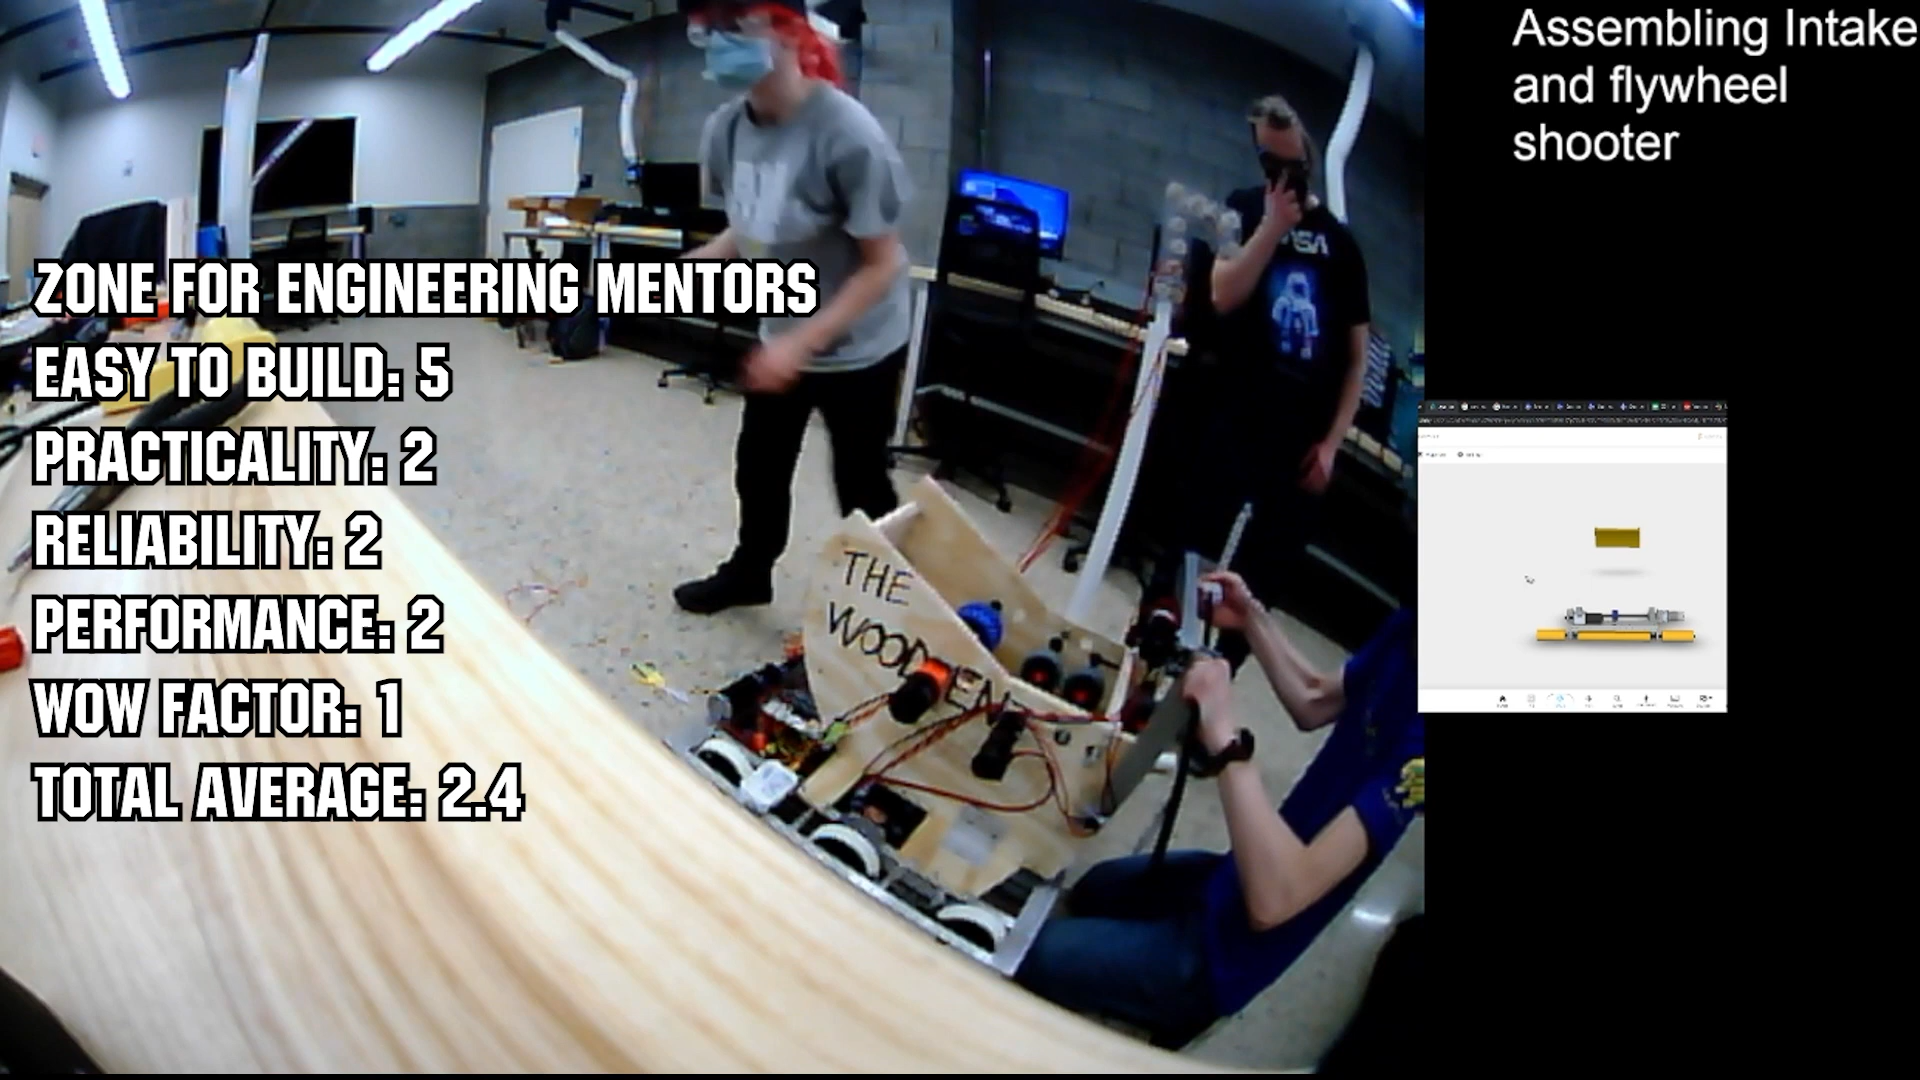 Assembling Intake
and flywheel
shooter
ZONE FOR ENGINEERING MENTORS
EASY TO BUILD: 5
PRACTICALITY: 2
RELIABILITY: 2
PERFORMANCE: 2
WOW FACTOR: 1
TOTAL AVERAGE: 2.4
THE
WOODEN